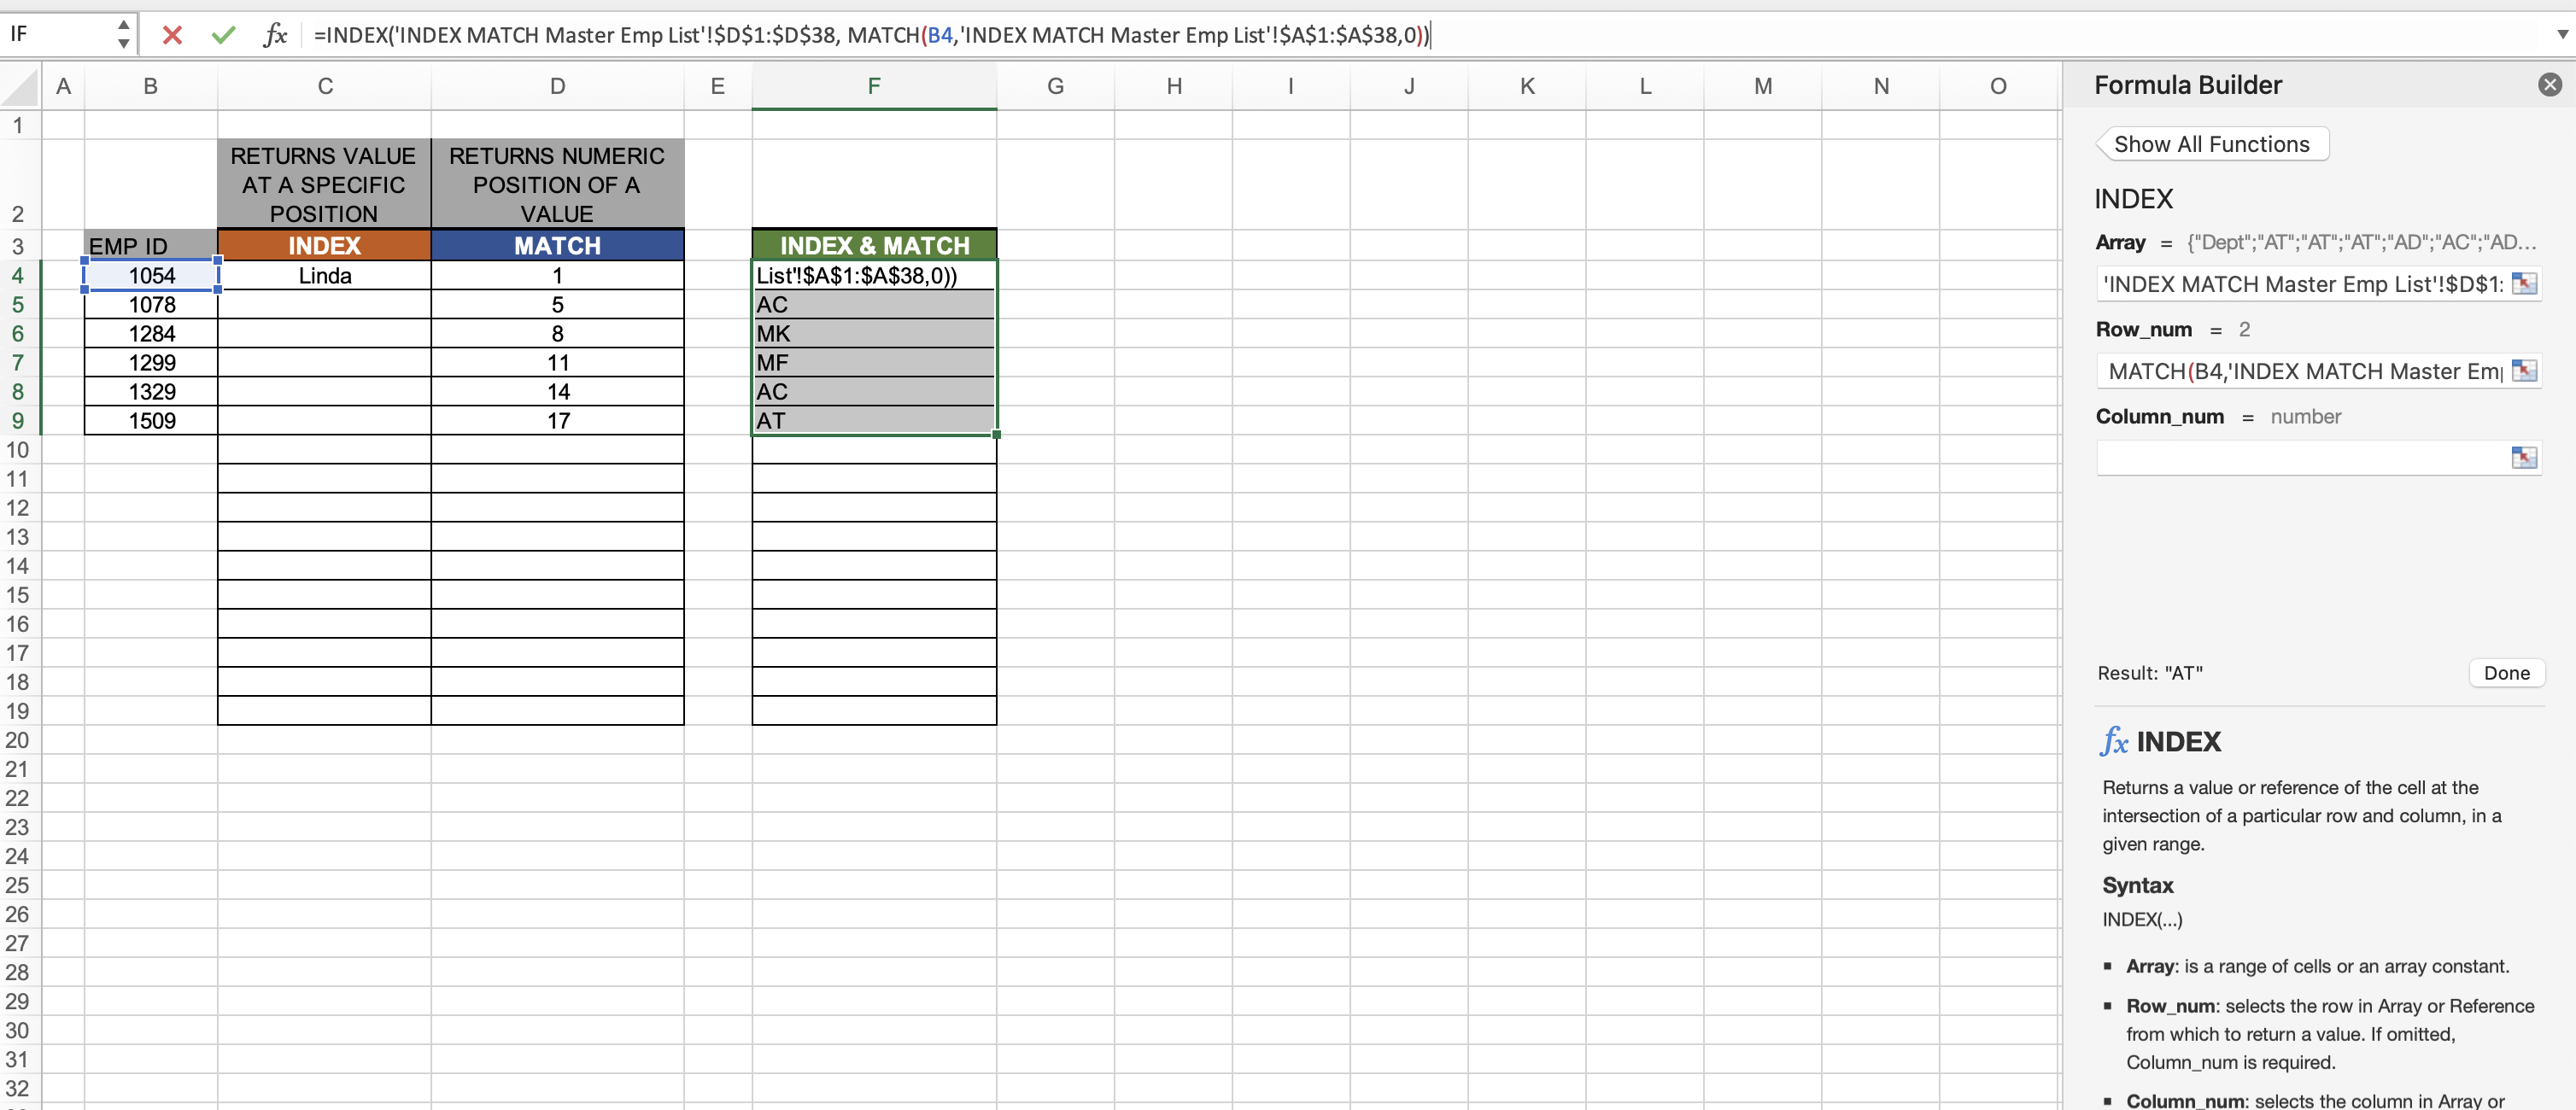 IF =INDEX('INDEX MATCH Master Emp List'!$D$1:$D$38, MATCH(B4,'INDEX MATCH Master Emp List'!$A$1:$A$38,0))
A B C D E F G H I J K L M N O
1
2 RETURNS VALUE AT A SPECIFIC POSITION RETURNS NUMERIC POSITION OF A VALUE
3 EMP ID INDEX MATCH INDEX & MATCH
4 1054 Linda 1 List'!$A$1:$A$38,0))
5 1078 5 AC
6 1284 8 MK
7 1299 11 MF
8 1329 14 AC
9 1509 17 AT
10
11
12
13
14
15
16
17
18
19
20
21
22
23
24
25
26
27
28
29
30
31
32
Formula Builder
Show All Functions
INDEX
Array = {"Dept";"AT";"AT";"AT";"AD";"AC";"AD...
'INDEX MATCH Master Emp List'!$D$1:
Row_num = 2
MATCH(B4,'INDEX MATCH Master Em
Column_num = number
Result: "AT" Done
fx INDEX
Returns a value or reference of the cell at the
intersection of a particular row and column, in a
given range.
Syntax
INDEX(...)
▪ Array: is a range of cells or an array constant.
▪ Row_num: selects the row in Array or Reference
from which to return a value. If omitted,
Column_num is required.
▪ Column_num: selects the column in Array or